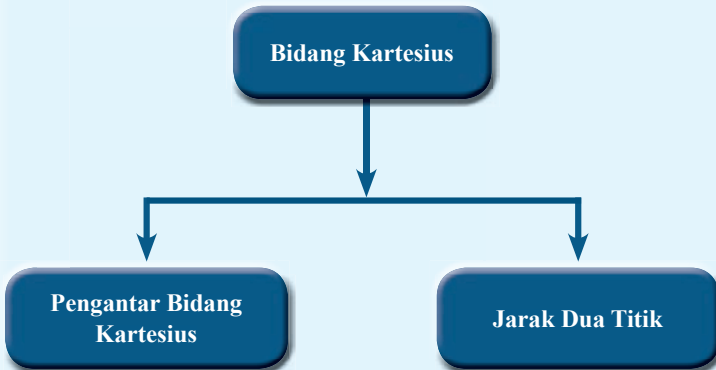 Bidang Kartesius
Pengantar Bidang
Kartesius
Jarak Dua Titik